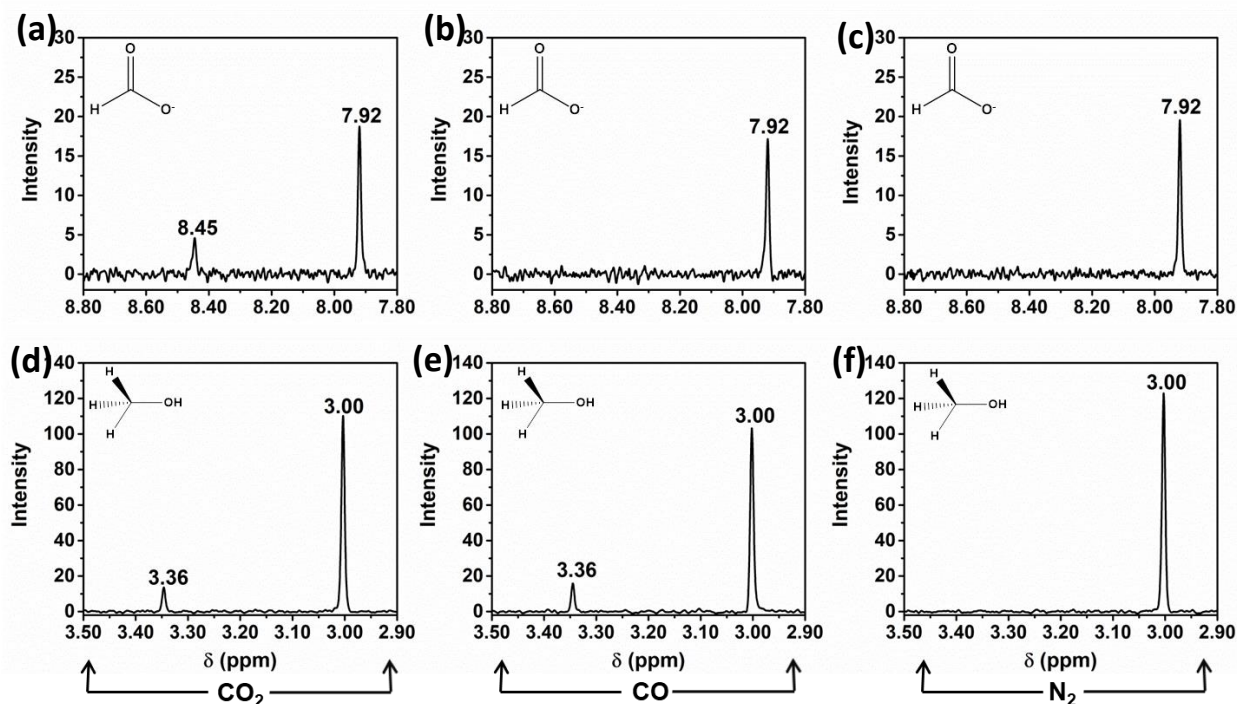 (a)
30
25
20
15
10
5
0
Intensity
O
H
O-
7.92
8.45
8.80 8.60 8.40 8.20 8.00 7.80
(b)
30
25
20
15
10
5
0
Intensity
O
H
O-
7.92
8.80 8.60 8.40 8.20 8.00 7.80
(c)
30
25
20
15
10
5
0
Intensity
O
H
O-
7.92
8.80 8.60 8.40 8.20 8.00 7.80
(d)
140
120
100
80
60
40
20
0
Intensity
H
H OH
H
3.00
3.36
3.50 3.40 3.30 3.20 3.10 3.00 2.90
δ (ppm)
CO₂
(e)
140
120
100
80
60
40
20
0
Intensity
H
H OH
H
3.00
3.36
3.50 3.40 3.30 3.20 3.10 3.00 2.90
δ (ppm)
CO
(f)
140
120
100
80
60
40
20
0
Intensity
H
H OH
H
3.00
3.50 3.40 3.30 3.20 3.10 3.00 2.90
δ (ppm)
N₂